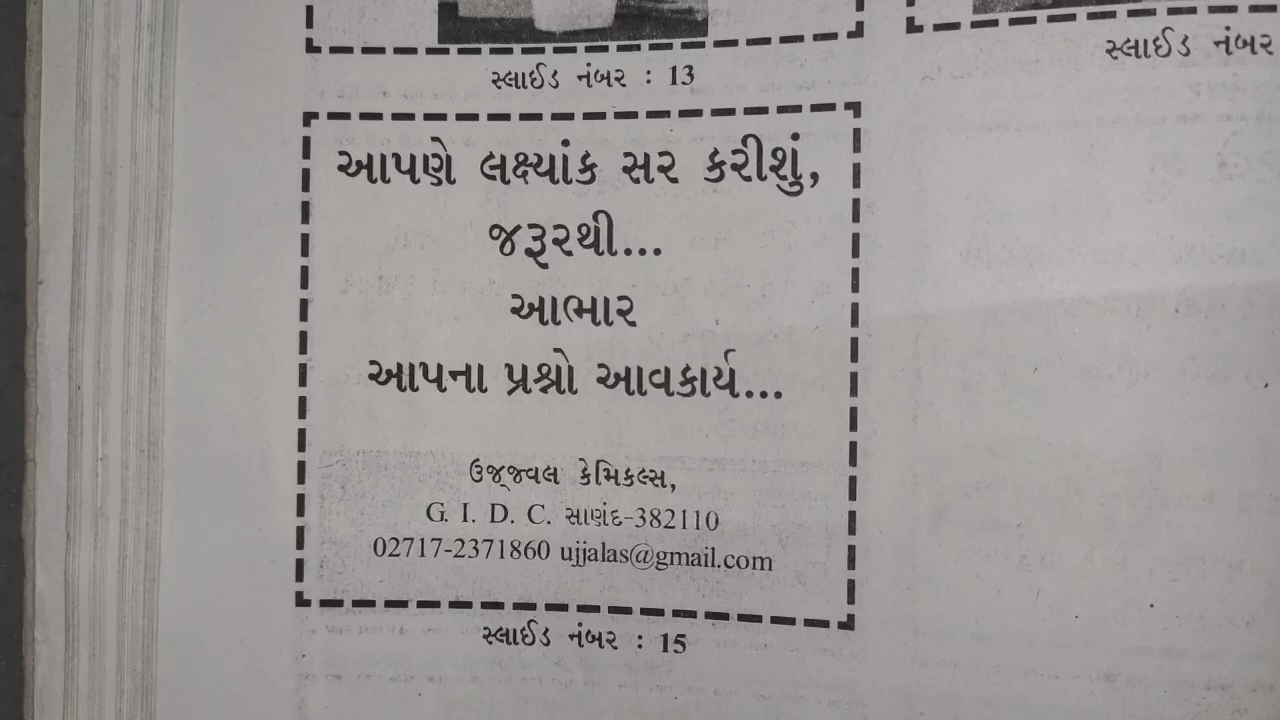 સ્લાઈડ નંબર : 13
સ્લાઈડ નંબર
આપણે લક્ષ્યાંક સર કરીશું,
જરૂરથી...
આભાર
આપના પ્રશ્નો આવકાર્ય...
ઉજ્જ્વલ કેમિકલ્સ,
G. I. D. C. સાણંદ-382110
02717-2371860 ujjalas@gmail.com
સ્લાઈડ નંબર : 15